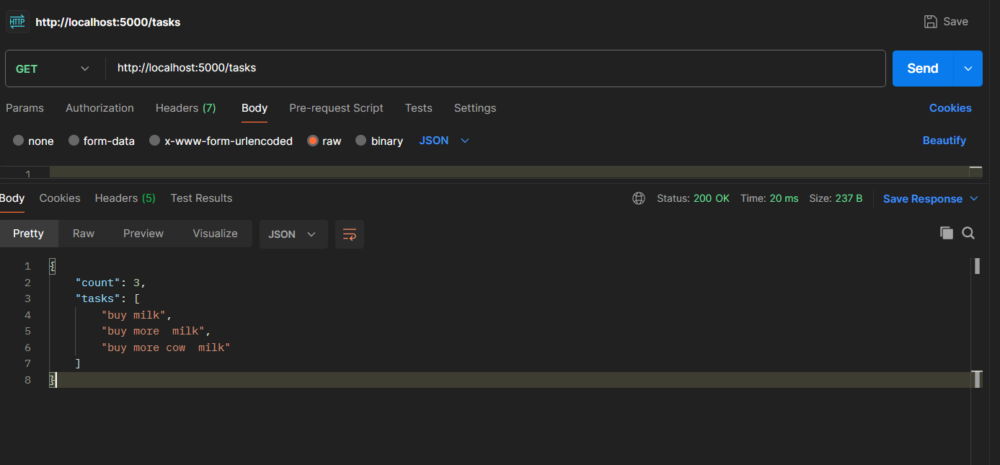 HTTP http://localhost:5000/tasks Save
GET http://localhost:5000/tasks Send
Params Authorization Headers (7) Body Pre-request Script Tests Settings Cookies
none form-data x-www-form-urlencoded raw binary JSON Beautify
1
Body Cookies Headers (5) Test Results Status: 200 OK Time: 20 ms Size: 237 B Save Response
Pretty Raw Preview Visualize JSON
1 {
2     "count": 3,
3     "tasks": [
4         "buy milk",
5         "buy more  milk",
6         "buy more cow  milk"
7     ]
8 }